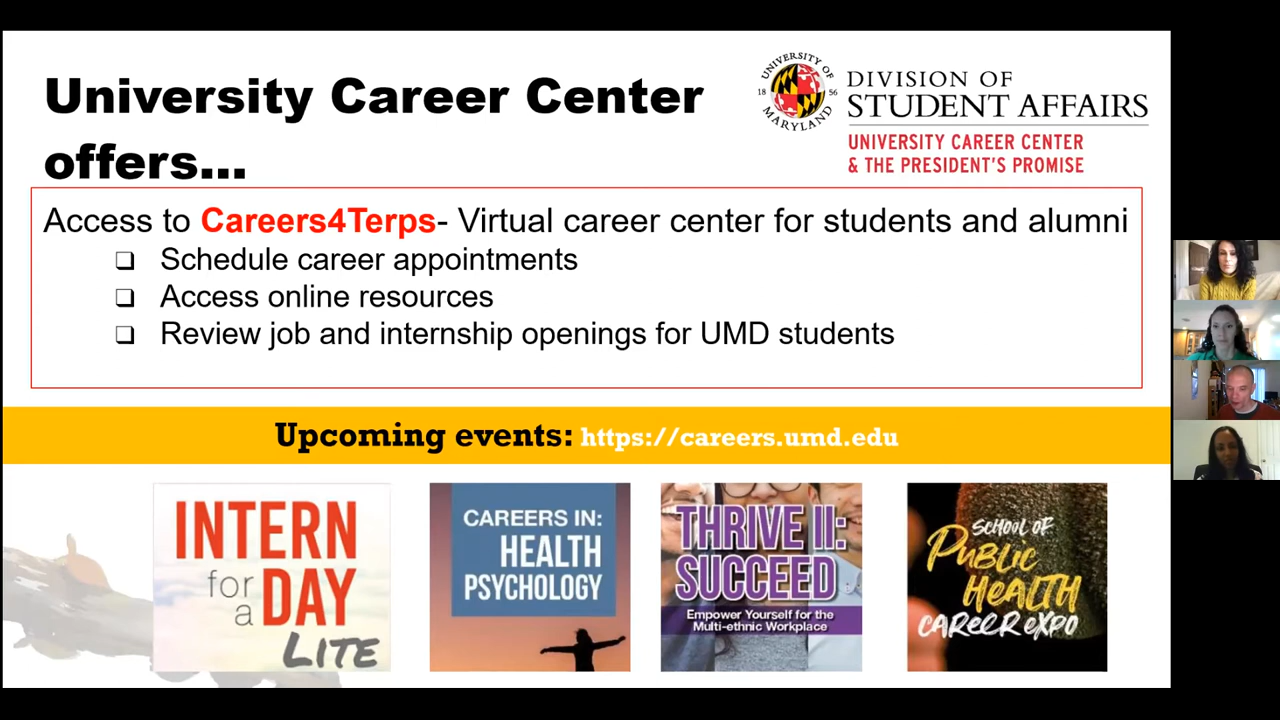 University Career Center
offers...
UNIVERSITY OF
18 56
MARYLAND
DIVISION OF
STUDENT AFFAIRS
UNIVERSITY CAREER CENTER
& THE PRESIDENT'S PROMISE
Access to Careers4Terps- Virtual career center for students and alumni
❑ Schedule career appointments
❑ Access online resources
❑ Review job and internship openings for UMD students
Upcoming events: https://careers.umd.edu
INTERN
for
a DAY
LITE
CAREERS IN:
HEALTH
PSYCHOLOGY
THRIVE II:
SUCCEED
Empower Yourself for the
Multi-ethnic Workplace
SCHOOL OF
PUBLIC
HEALTH
CAREER EXPO